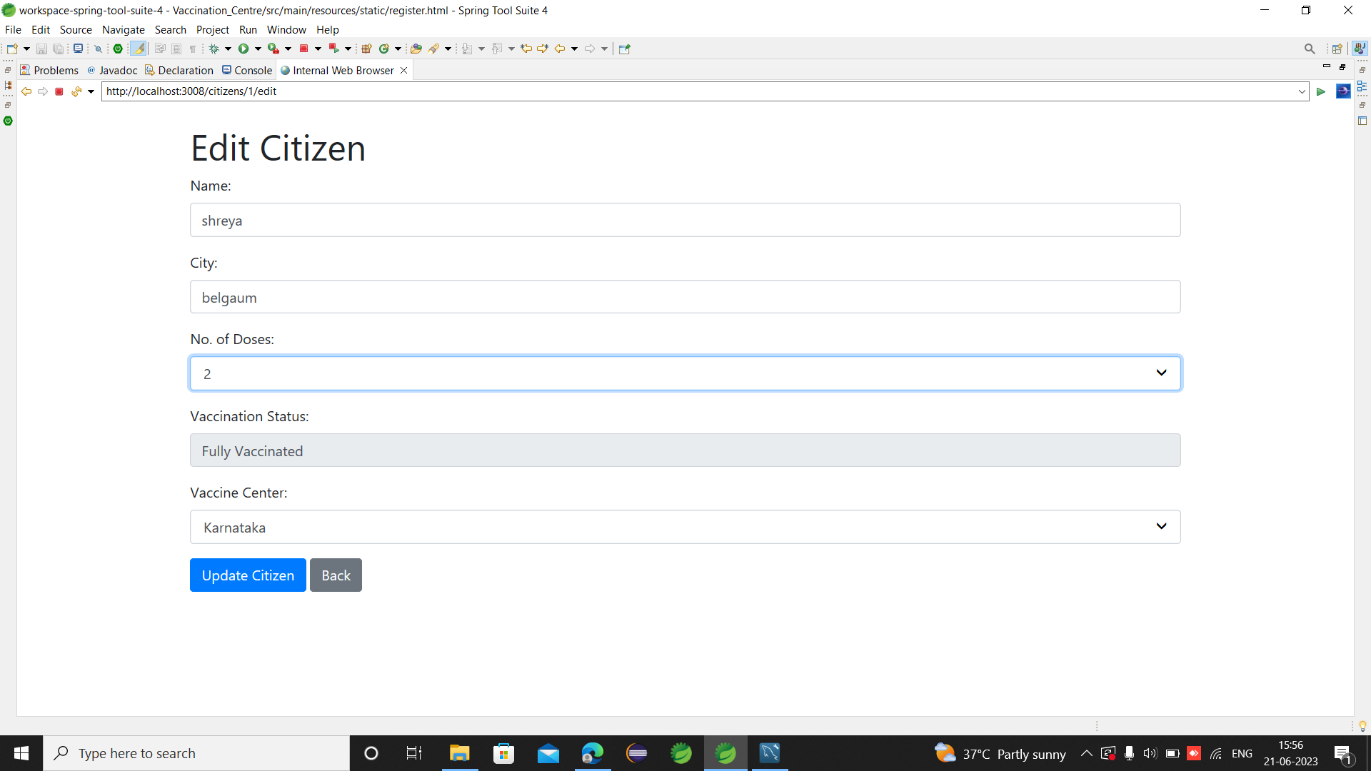 workspace-spring-tool-suite-4 - Vaccination_Centre/src/main/resources/static/register.html - Spring Tool Suite 4
File Edit Source Navigate Search Project Run Window Help
Problems Javadoc Declaration Console Internal Web Browser
http://localhost:3008/citizens/1/edit
Edit Citizen
Name:
shreya
City:
belgaum
No. of Doses:
2
Vaccination Status:
Fully Vaccinated
Vaccine Center:
Karnataka
Update Citizen Back
Type here to search
37°C Partly sunny
ENG
15:56
21-06-2023
1